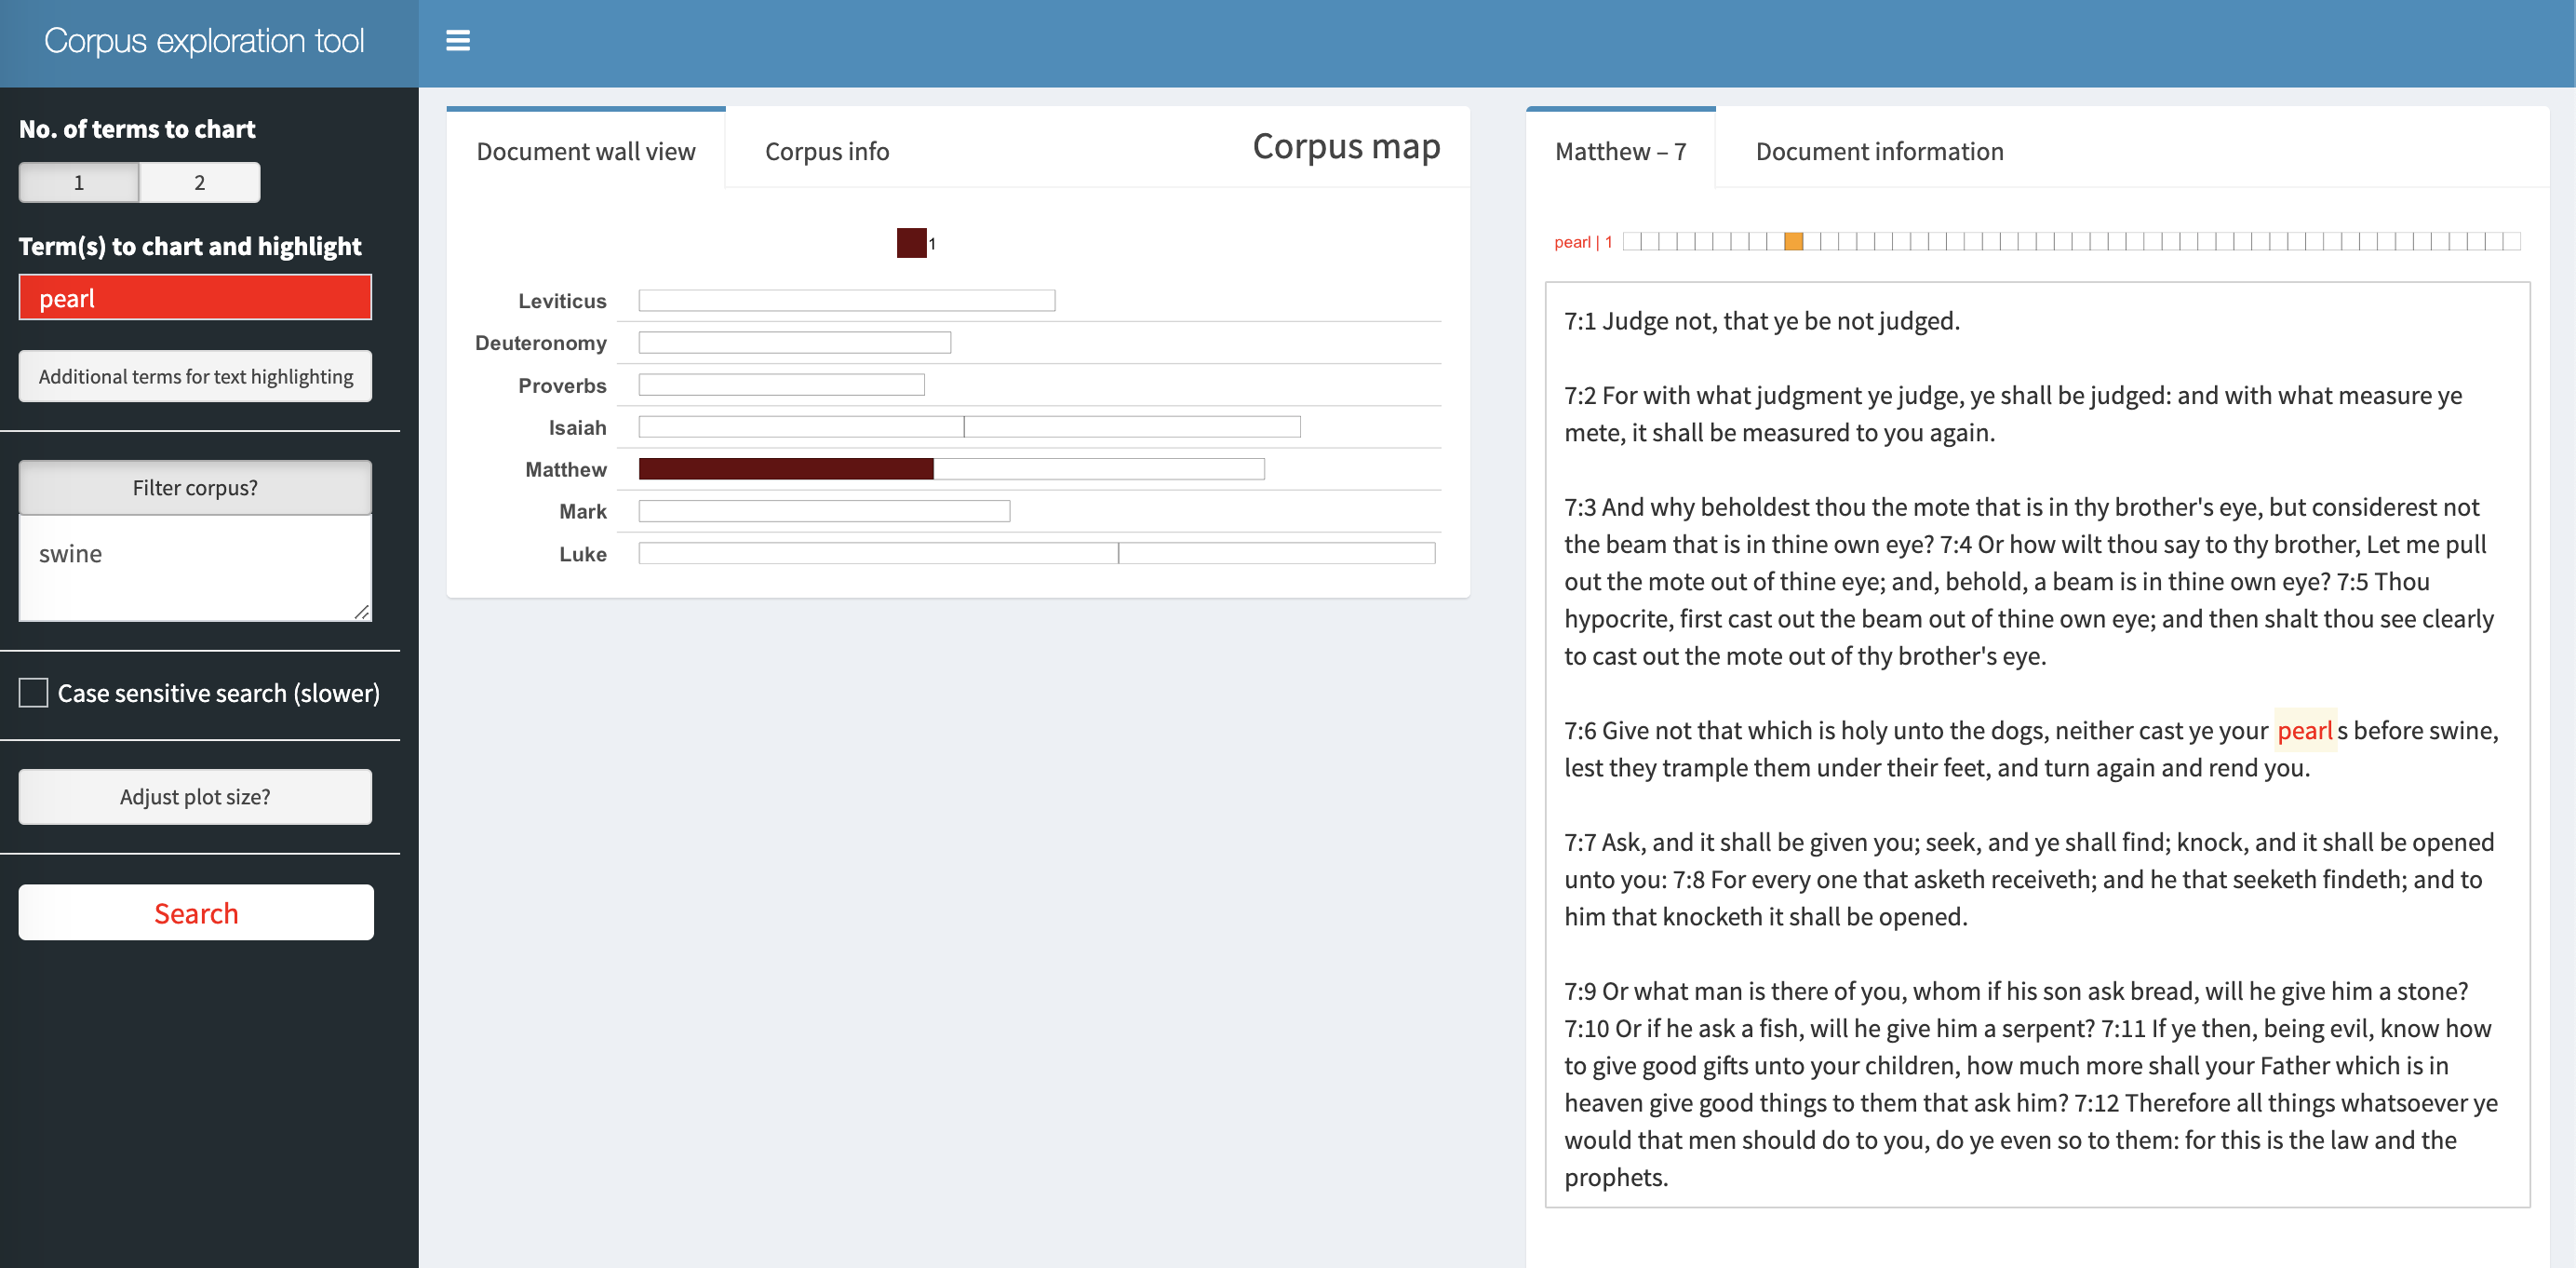 Corpus exploration tool
No. of terms to chart
1 2
Term(s) to chart and highlight
pearl
Additional terms for text highlighting
Filter corpus?
swine
Case sensitive search (slower)
Adjust plot size?
Search
Document wall view Corpus info Corpus map
1
Leviticus
Deuteronomy
Proverbs
Isaiah
Matthew
Mark
Luke
Matthew – 7 Document information
pearl | 1
7:1 Judge not, that ye be not judged.
7:2 For with what judgment ye judge, ye shall be judged: and with what measure ye
mete, it shall be measured to you again.
7:3 And why beholdest thou the mote that is in thy brother's eye, but considerest not
the beam that is in thine own eye? 7:4 Or how wilt thou say to thy brother, Let me pull
out the mote out of thine eye; and, behold, a beam is in thine own eye? 7:5 Thou
hypocrite, first cast out the beam out of thine own eye; and then shalt thou see clearly
to cast out the mote out of thy brother's eye.
7:6 Give not that which is holy unto the dogs, neither cast ye your pearls before swine,
lest they trample them under their feet, and turn again and rend you.
7:7 Ask, and it shall be given you; seek, and ye shall find; knock, and it shall be opened
unto you: 7:8 For every one that asketh receiveth; and he that seeketh findeth; and to
him that knocketh it shall be opened.
7:9 Or what man is there of you, whom if his son ask bread, will he give him a stone?
7:10 Or if he ask a fish, will he give him a serpent? 7:11 If ye then, being evil, know how
to give good gifts unto your children, how much more shall your Father which is in
heaven give good things to them that ask him? 7:12 Therefore all things whatsoever ye
would that men should do to you, do ye even so to them: for this is the law and the
prophets.